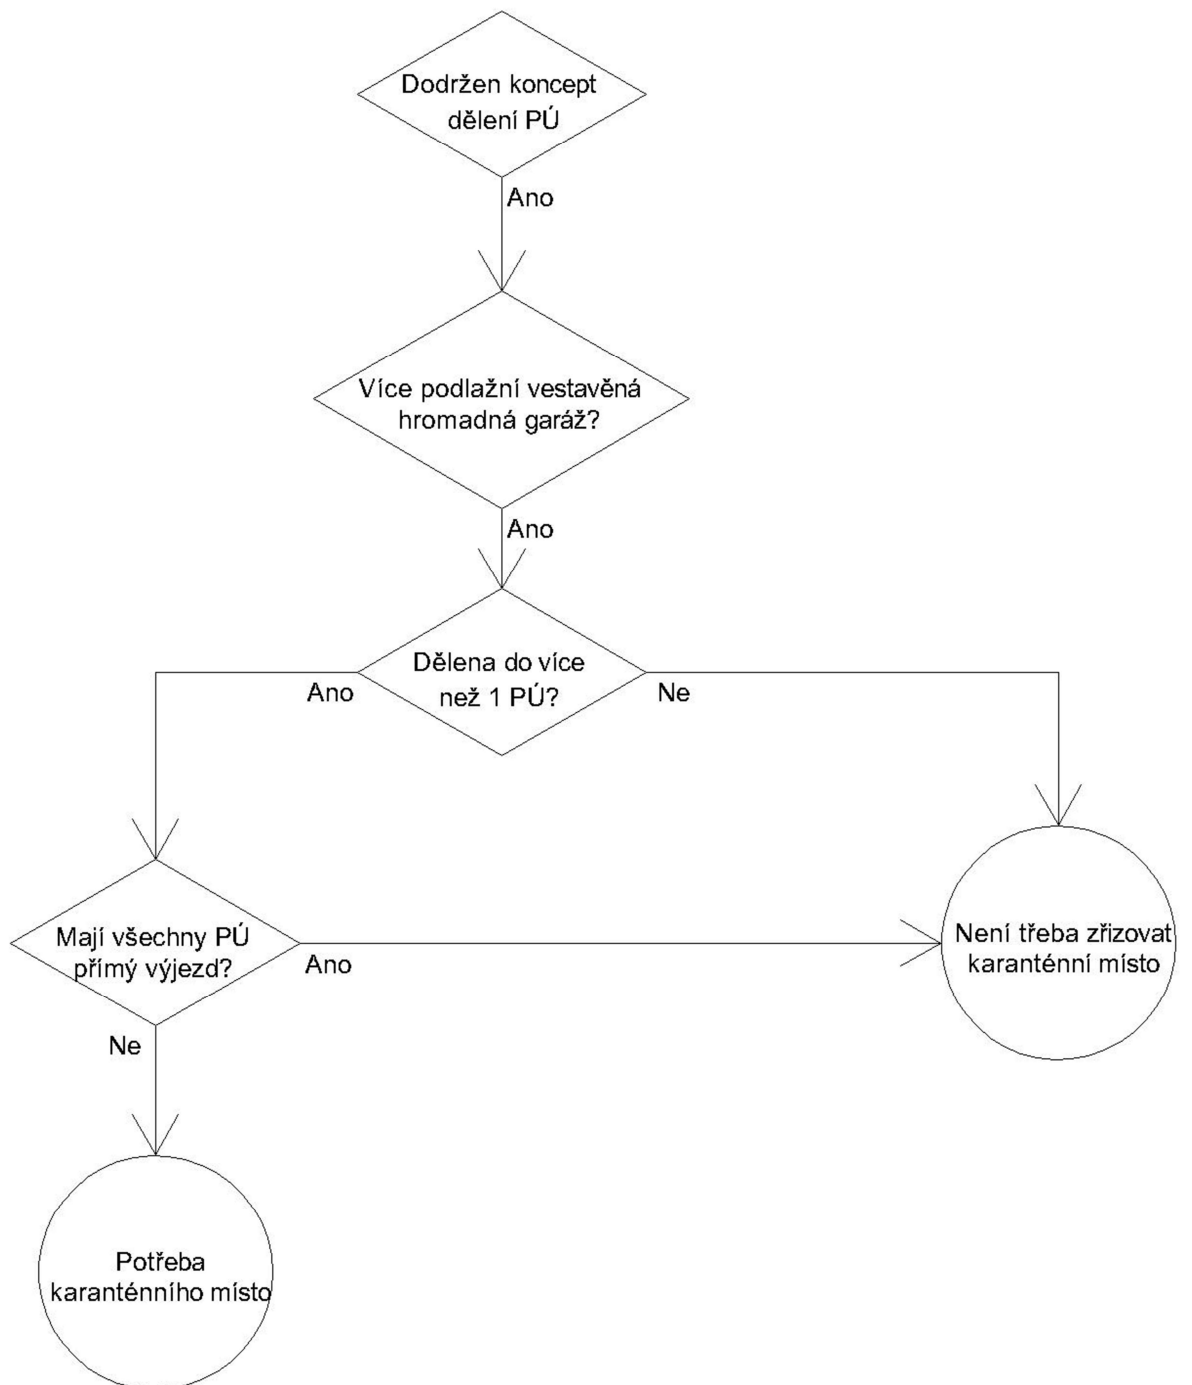 Dodržen koncept
dělení PÚ
Ano
Více podlažní vestavěná
hromadná garáž?
Ano
Dělena do více
než 1 PÚ?
Ano
Ne
Mají všechny PÚ
přímý výjezd?
Ano
Ne
Není třeba zřizovat
karanténní místo
Potřeba
karanténního místo